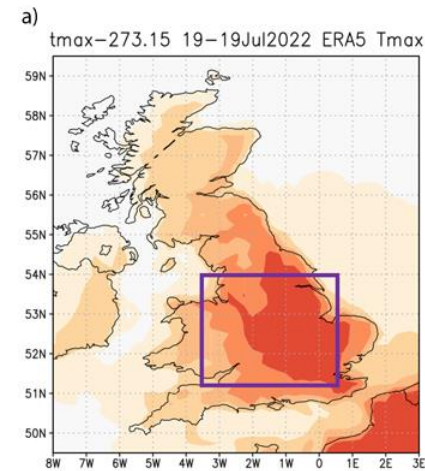 a)
tmax−273.15 19−19Jul2022 ERA5 Tmax
59N
58N
57N
56N
55N
54N
53N
52N
51N
50N
8W 7W 6W 5W 4W 3W 2W 1W 0 1E 2E 3E